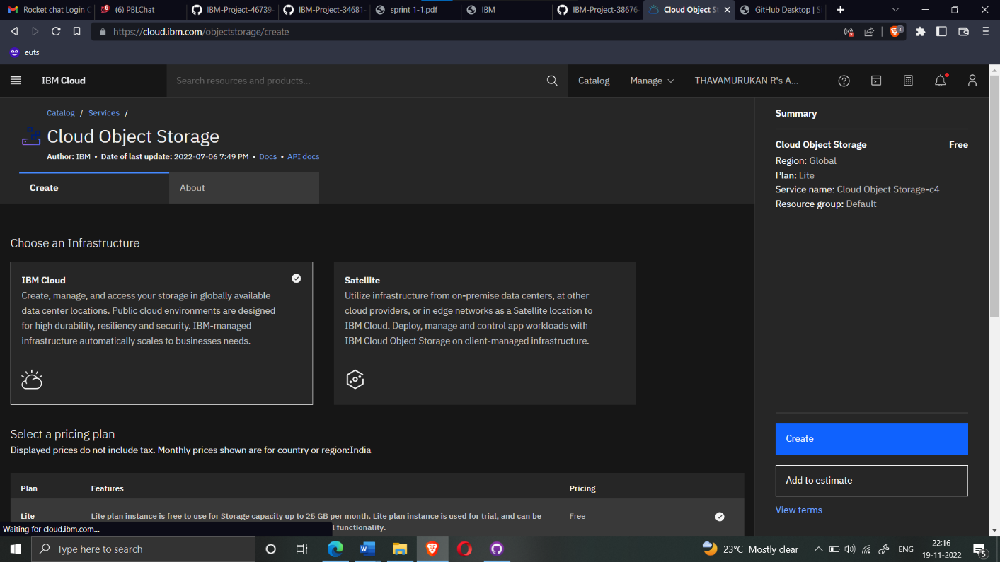 Rocket chat Login C
6
(6) PBLChat
IBM-Project-46739-
IBM-Project-34681-
sprint 1-1.pdf
IBM
IBM-Project-38676-
Cloud Object St
GitHub Desktop | Si
https://cloud.ibm.com/objectstorage/create
4
euts
IBM Cloud
Search resources and products...
Catalog
Manage
THAVAMURUKAN R's A...
Catalog / Services /
Cloud Object Storage
Author: IBM • Date of last update: 2022-07-06 7:49 PM • Docs • API docs
Create
About
Choose an Infrastructure
IBM Cloud
Create, manage, and access your storage in globally available
data center locations. Public cloud environments are designed
for high durability, resiliency and security. IBM-managed
infrastructure automatically scales to businesses needs.
Satellite
Utilize infrastructure from on-premise data centers, at other
cloud providers, or in edge networks as a Satellite location to
IBM Cloud. Deploy, manage and control app workloads with
IBM Cloud Object Storage on client-managed infrastructure.
Select a pricing plan
Displayed prices do not include tax. Monthly prices shown are for country or region:India
Plan
Features
Pricing
Lite
Lite plan instance is free to use for Storage capacity up to 25 GB per month. Lite plan instance is used for trial, and can be
l functionality.
Free
Summary
Cloud Object Storage
Free
Region: Global
Plan: Lite
Service name: Cloud Object Storage-c4
Resource group: Default
Create
Add to estimate
View terms
Waiting for cloud.ibm.com...
Type here to search
23°C Mostly clear
ENG
22:16
19-11-2022
5